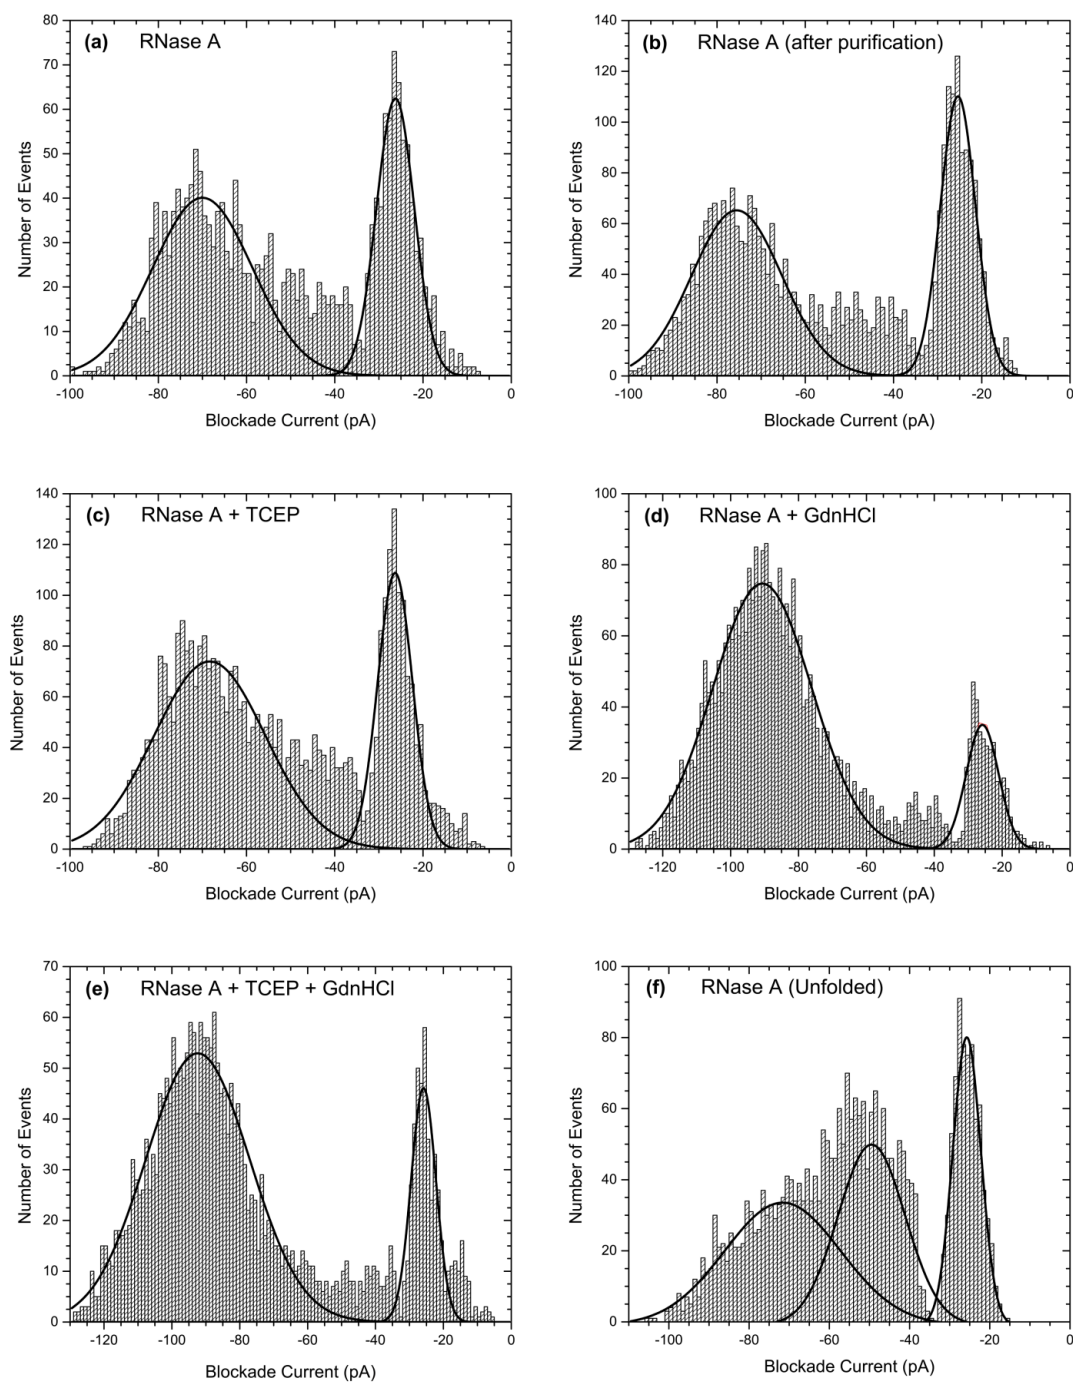 (a) RNase A
80
70
60
50
40
30
20
10
0
Number of Events
-100 -80 -60 -40 -20 0
Blockade Current (pA)
(b) RNase A (after purification)
140
120
100
80
60
40
20
0
Number of Events
-100 -80 -60 -40 -20 0
Blockade Current (pA)
(c) RNase A + TCEP
140
120
100
80
60
40
20
0
Number of Events
-100 -80 -60 -40 -20 0
Blockade Current (pA)
(d) RNase A + GdnHCl
100
80
60
40
20
0
Number of Events
-120 -100 -80 -60 -40 -20 0
Blockade Current (pA)
(e) RNase A + TCEP + GdnHCl
70
60
50
40
30
20
10
0
Number of Events
-120 -100 -80 -60 -40 -20 0
Blockade Current (pA)
(f) RNase A (Unfolded)
100
80
60
40
20
0
Number of Events
-100 -80 -60 -40 -20 0
Blockade Current (pA)